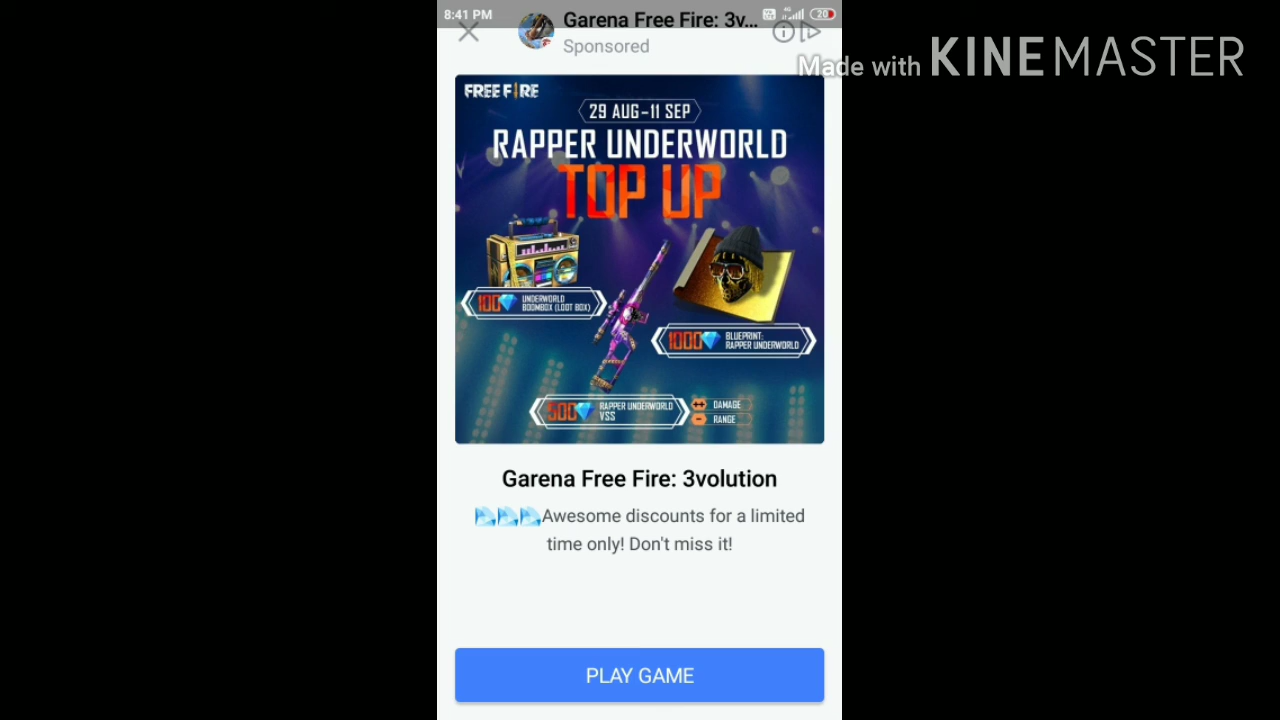 8:41 PM
20
Garena Free Fire: 3v...
Sponsored
Made with KINEMASTER
FREE FIRE
29 AUG-11 SEP
RAPPER UNDERWORLD
TOP UP
100
UNDERWORLD
BOOMBOX (LOOT BOX)
1000
BLUEPRINT:
RAPPER UNDERWORLD
500
RAPPER UNDERWORLD
VSS
++ DAMAGE
- RANGE
Garena Free Fire: 3volution
Awesome discounts for a limited
time only! Don't miss it!
PLAY GAME